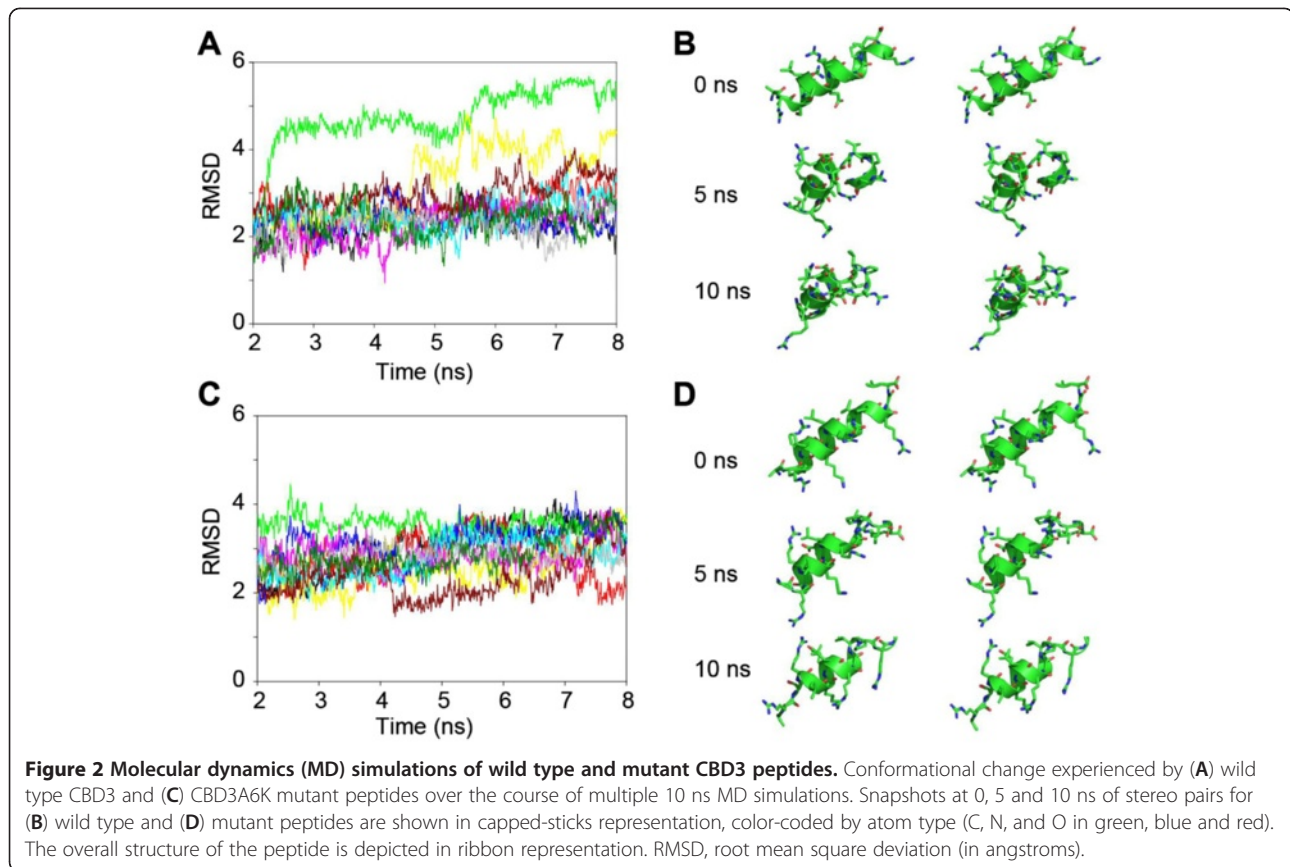 A
B
6
4
2
0
RMSD
2 3 4 5 6 7 8
Time (ns)
0 ns
5 ns
10 ns
C
D
6
4
2
0
RMSD
2 3 4 5 6 7 8
Time (ns)
0 ns
5 ns
10 ns
Figure 2 Molecular dynamics (MD) simulations of wild type and mutant CBD3 peptides. Conformational change experienced by (A) wild
type CBD3 and (C) CBD3A6K mutant peptides over the course of multiple 10 ns MD simulations. Snapshots at 0, 5 and 10 ns of stereo pairs for
(B) wild type and (D) mutant peptides are shown in capped-sticks representation, color-coded by atom type (C, N, and O in green, blue and red).
The overall structure of the peptide is depicted in ribbon representation. RMSD, root mean square deviation (in angstroms).